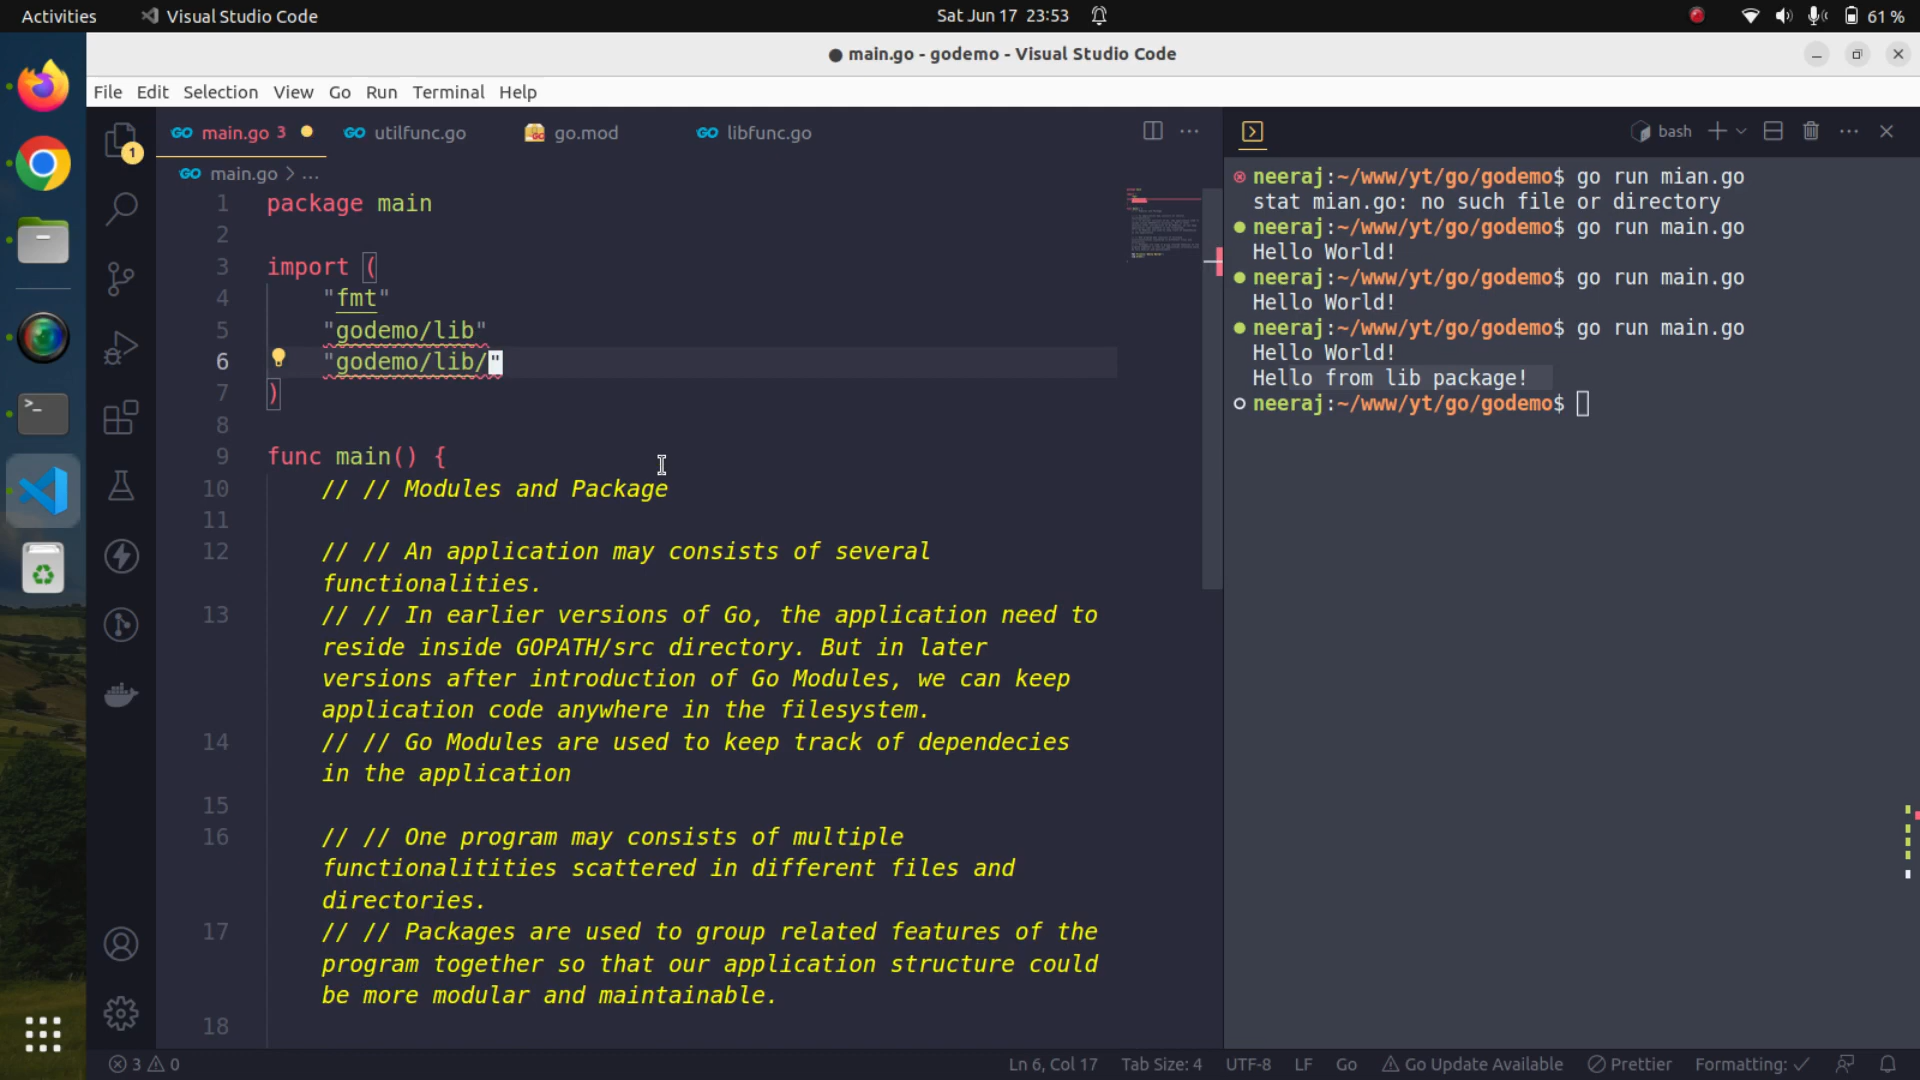 Activities Visual Studio Code Sat Jun 17 23:53 61 %
● main.go - godemo - Visual Studio Code
File Edit Selection View Go Run Terminal Help
GO main.go 3 GO utilfunc.go go.mod GO libfunc.go
GO main.go > ...
1 package main
2
3 import (
4 "fmt"
5 "godemo/lib"
6 "godemo/lib/"
7 )
8
9 func main() {
10 // // Modules and Package
11
12 // // An application may consists of several
functionalities.
13 // // In earlier versions of Go, the application need to
reside inside GOPATH/src directory. But in later
versions after introduction of Go Modules, we can keep
application code anywhere in the filesystem.
14 // // Go Modules are used to keep track of dependecies
in the application
15
16 // // One program may consists of multiple
functionalitities scattered in different files and
directories.
17 // // Packages are used to group related features of the
program together so that our application structure could
be more modular and maintainable.
18
1
bash
neeraj:~/www/yt/go/godemo$ go run mian.go
stat mian.go: no such file or directory
neeraj:~/www/yt/go/godemo$ go run main.go
Hello World!
neeraj:~/www/yt/go/godemo$ go run main.go
Hello World!
neeraj:~/www/yt/go/godemo$ go run main.go
Hello World!
Hello from lib package!
neeraj:~/www/yt/go/godemo$
3 0 Ln 6, Col 17 Tab Size: 4 UTF-8 LF Go Go Update Available Prettier Formatting: ✓